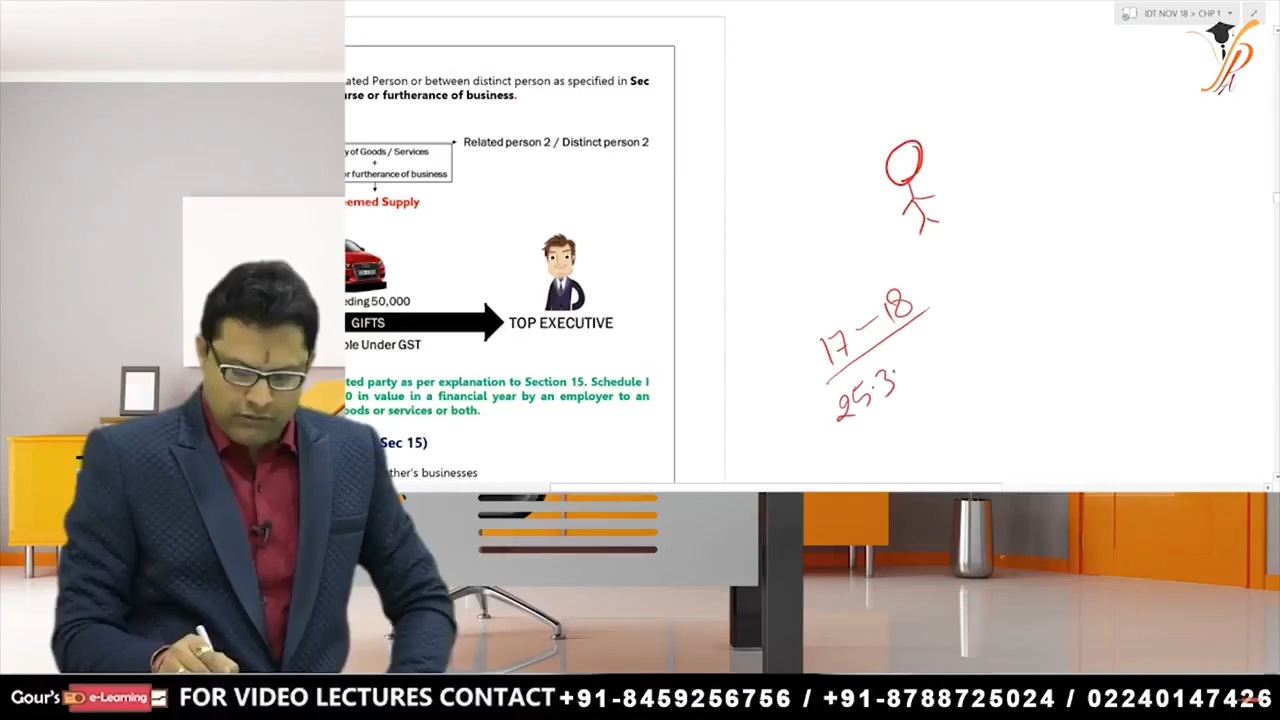 IDT NOV 18 > CHP 1
ated Person or between distinct person as specified in Sec
rse or furtherance of business.
y of Goods / Services
+
or furtherance of business
Related person 2 / Distinct person 2
emed Supply
eding 50,000
GIFTS
TOP EXECUTIVE
ble Under GST
ted party as per explanation to Section 15. Schedule I
0 in value in a financial year by an employer to an
oods or services or both.
Sec 15)
ther's businesses
17-18
25.3.
Gour's e-Learning FOR VIDEO LECTURES CONTACT +91-8459256756 / +91-8788725024 / 02240147426